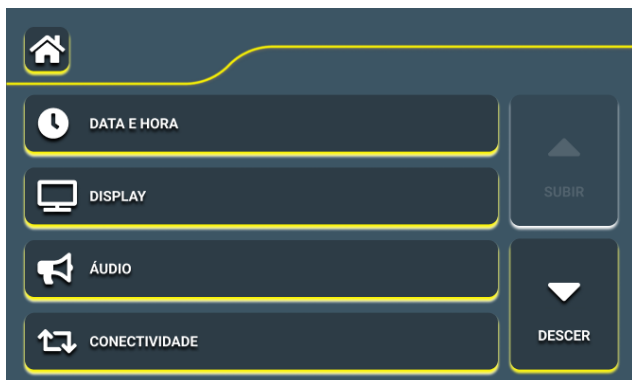 DATA E HORA
DISPLAY
SUBIR
ÁUDIO
CONECTIVIDADE
DESCER